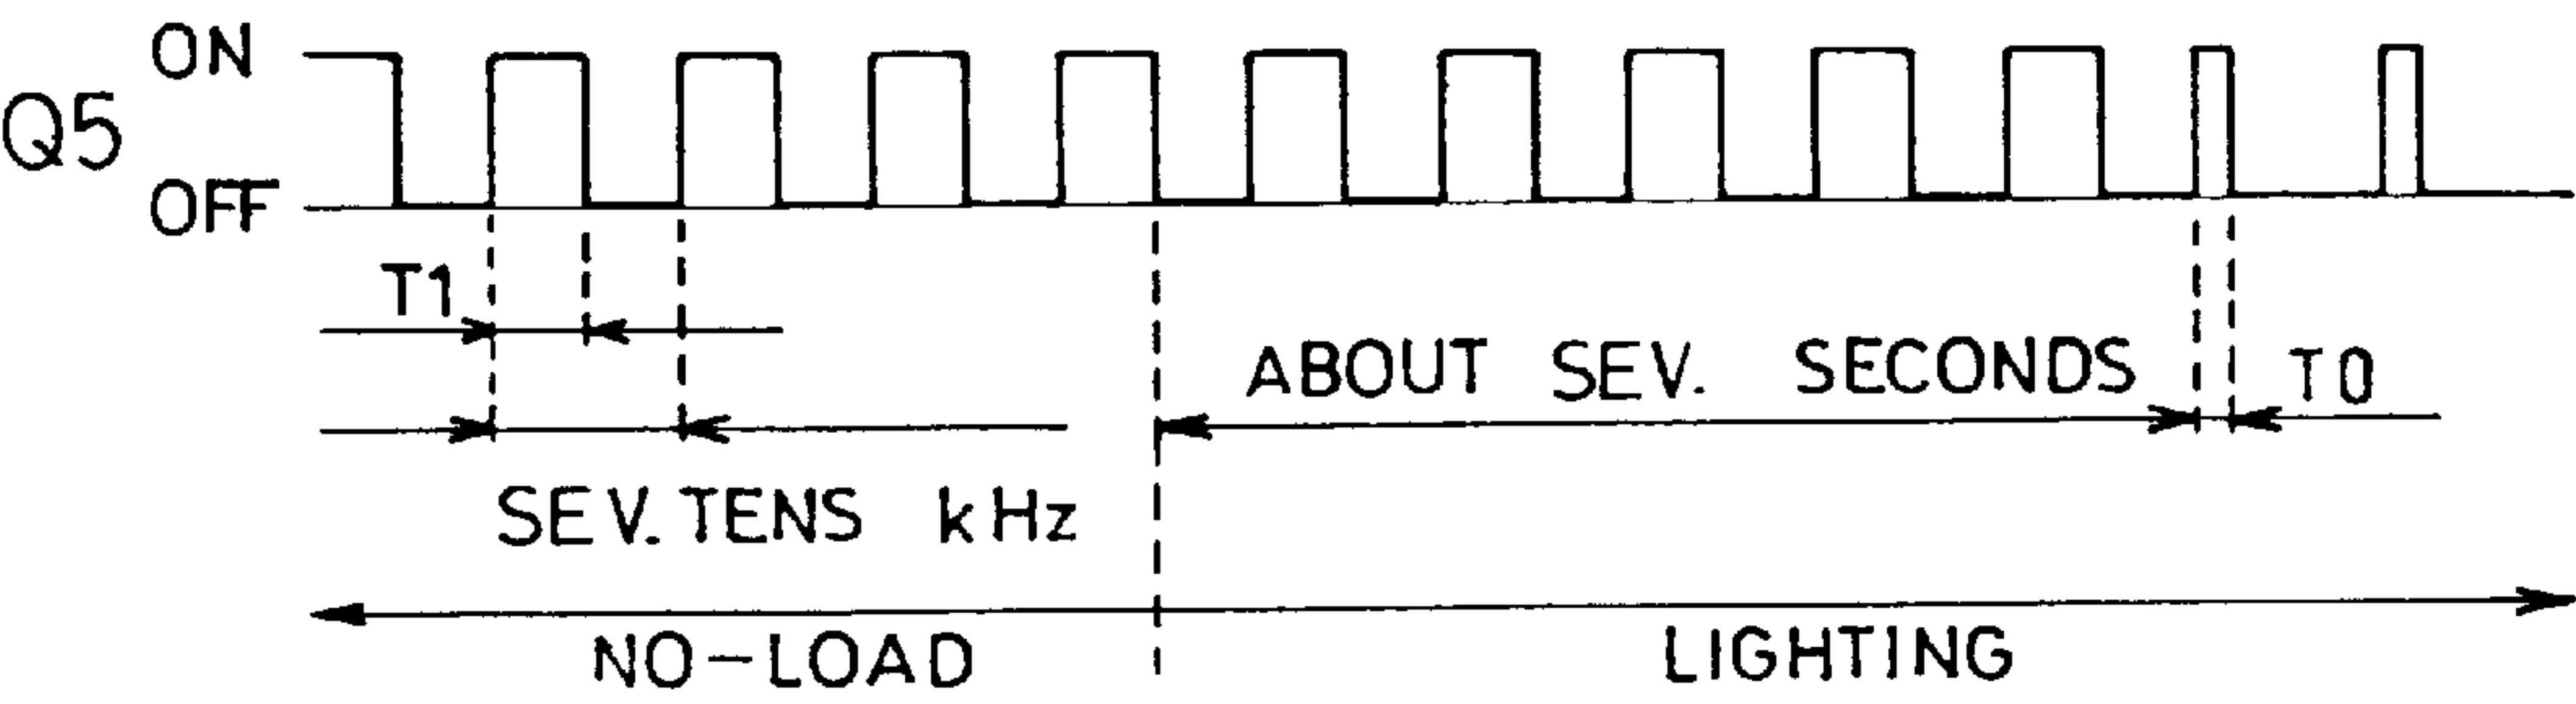 ON
Q5
OFF
T1
ABOUT SEV. SECONDS
T0
SEV. TENS kHz
NO-LOAD
LIGHTING